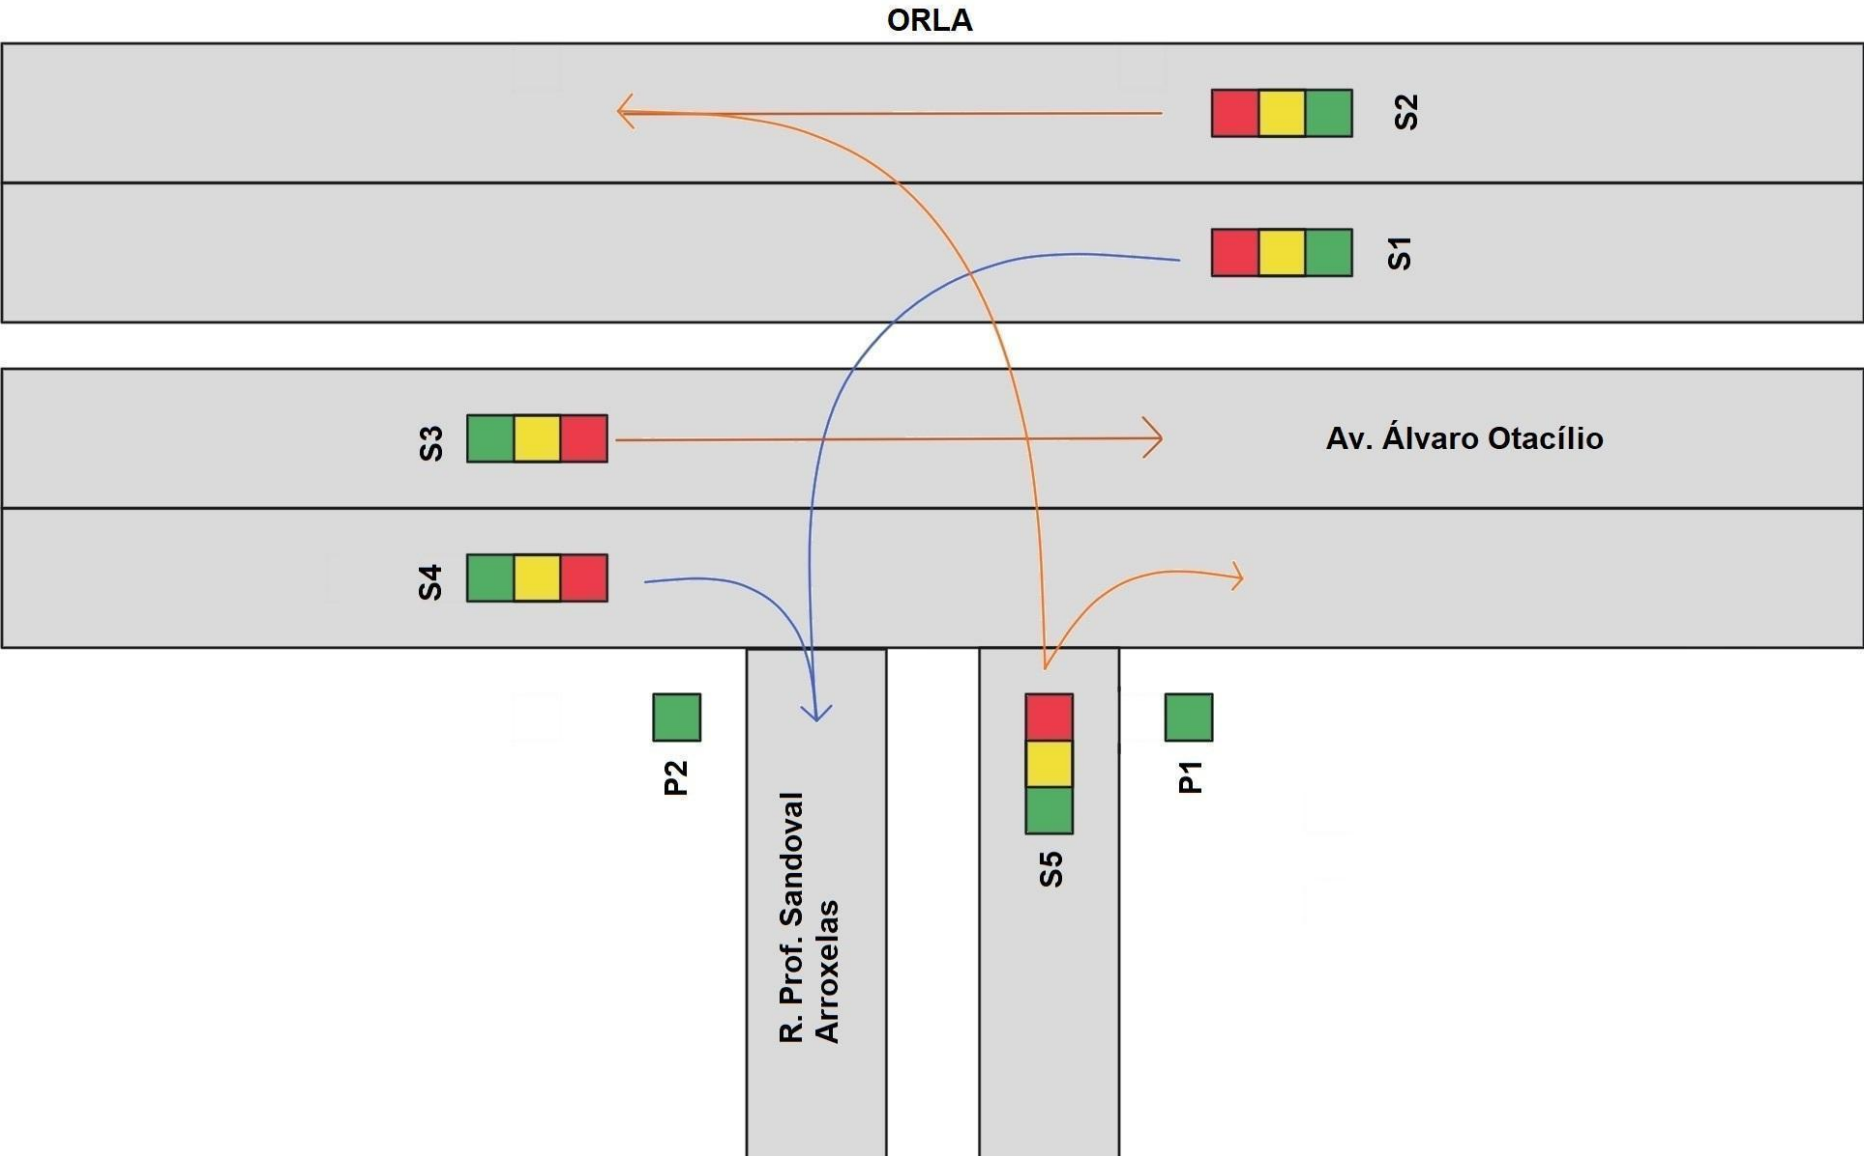 ORLA
S2
S1
S3
Av. Álvaro Otacílio
S4
P2
R. Prof. Sandoval
Arroxelas
S5
P1